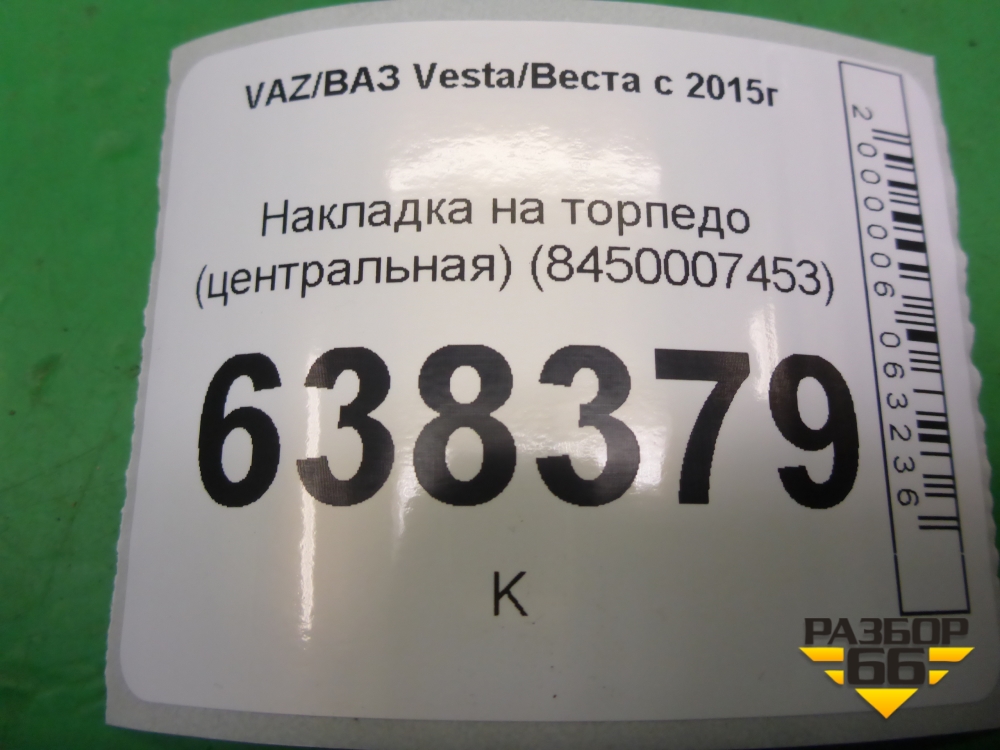 VAZ/ВАЗ Vesta/Веста с 2015г
Накладка на торпедо
(центральная) (8450007453)
638379
К
2000006063236
РАЗБОР
66